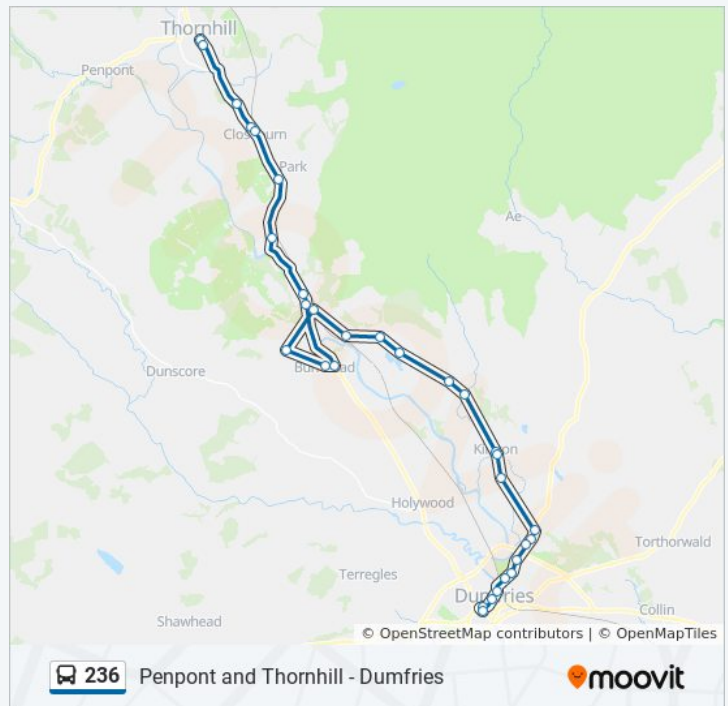 Thornhill
Penpont
Closeburn
Park
Ae
Dunscore
Holywood
Torthorwald
Terregles
Dumfries
Collin
Shawhead
© OpenStreetMap contributors | © OpenMapTiles
236 Penpont and Thornhill - Dumfries
moovit